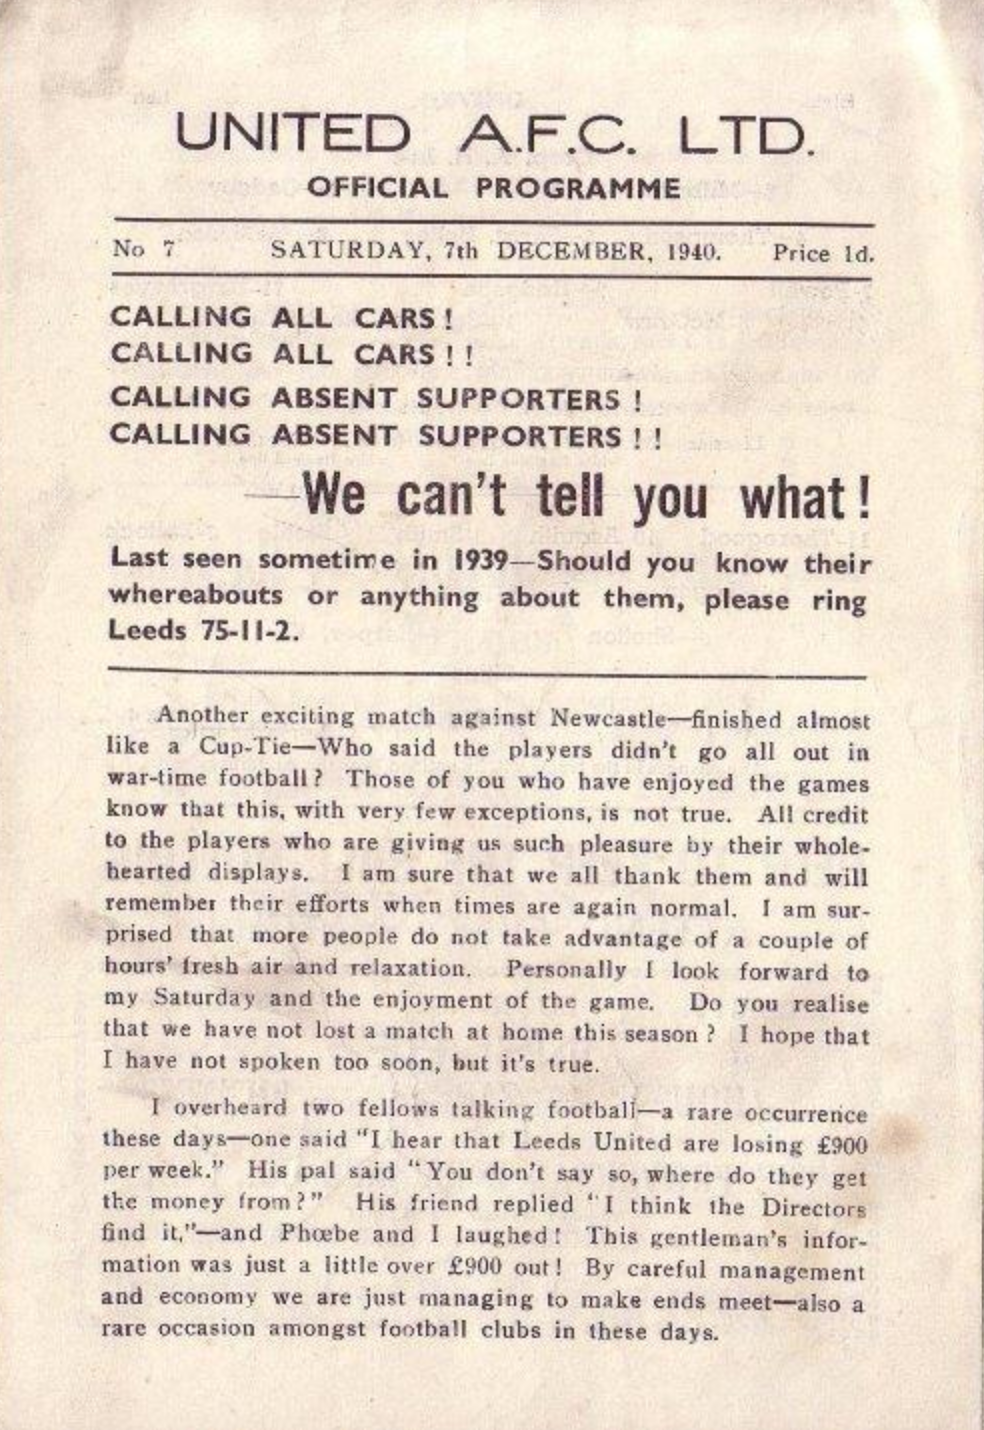 UNITED A.F.C. LTD.
OFFICIAL PROGRAMME
No 7 SATURDAY, 7th DECEMBER, 1940. Price 1d.
CALLING ALL CARS!
CALLING ALL CARS!!
CALLING ABSENT SUPPORTERS!
CALLING ABSENT SUPPORTERS!!
—We can't tell you what!
Last seen sometime in 1939—Should you know their
whereabouts or anything about them, please ring
Leeds 75-11-2.
Another exciting match against Newcastle—finished almost
like a Cup-Tie—Who said the players didn't go all out in
war-time football? Those of you who have enjoyed the games
know that this, with very few exceptions, is not true. All credit
to the players who are giving us such pleasure by their whole-
hearted displays. I am sure that we all thank them and will
remember their efforts when times are again normal. I am sur-
prised that more people do not take advantage of a couple of
hours' fresh air and relaxation. Personally I look forward to
my Saturday and the enjoyment of the game. Do you realise
that we have not lost a match at home this season? I hope that
I have not spoken too soon, but it's true.
I overheard two fellows talking football—a rare occurrence
these days—one said "I hear that Leeds United are losing £900
per week." His pal said "You don't say so, where do they get
the money from?" His friend replied "I think the Directors
find it,"—and Phœbe and I laughed! This gentleman's infor-
mation was just a little over £900 out! By careful management
and economy we are just managing to make ends meet—also a
rare occasion amongst football clubs in these days.